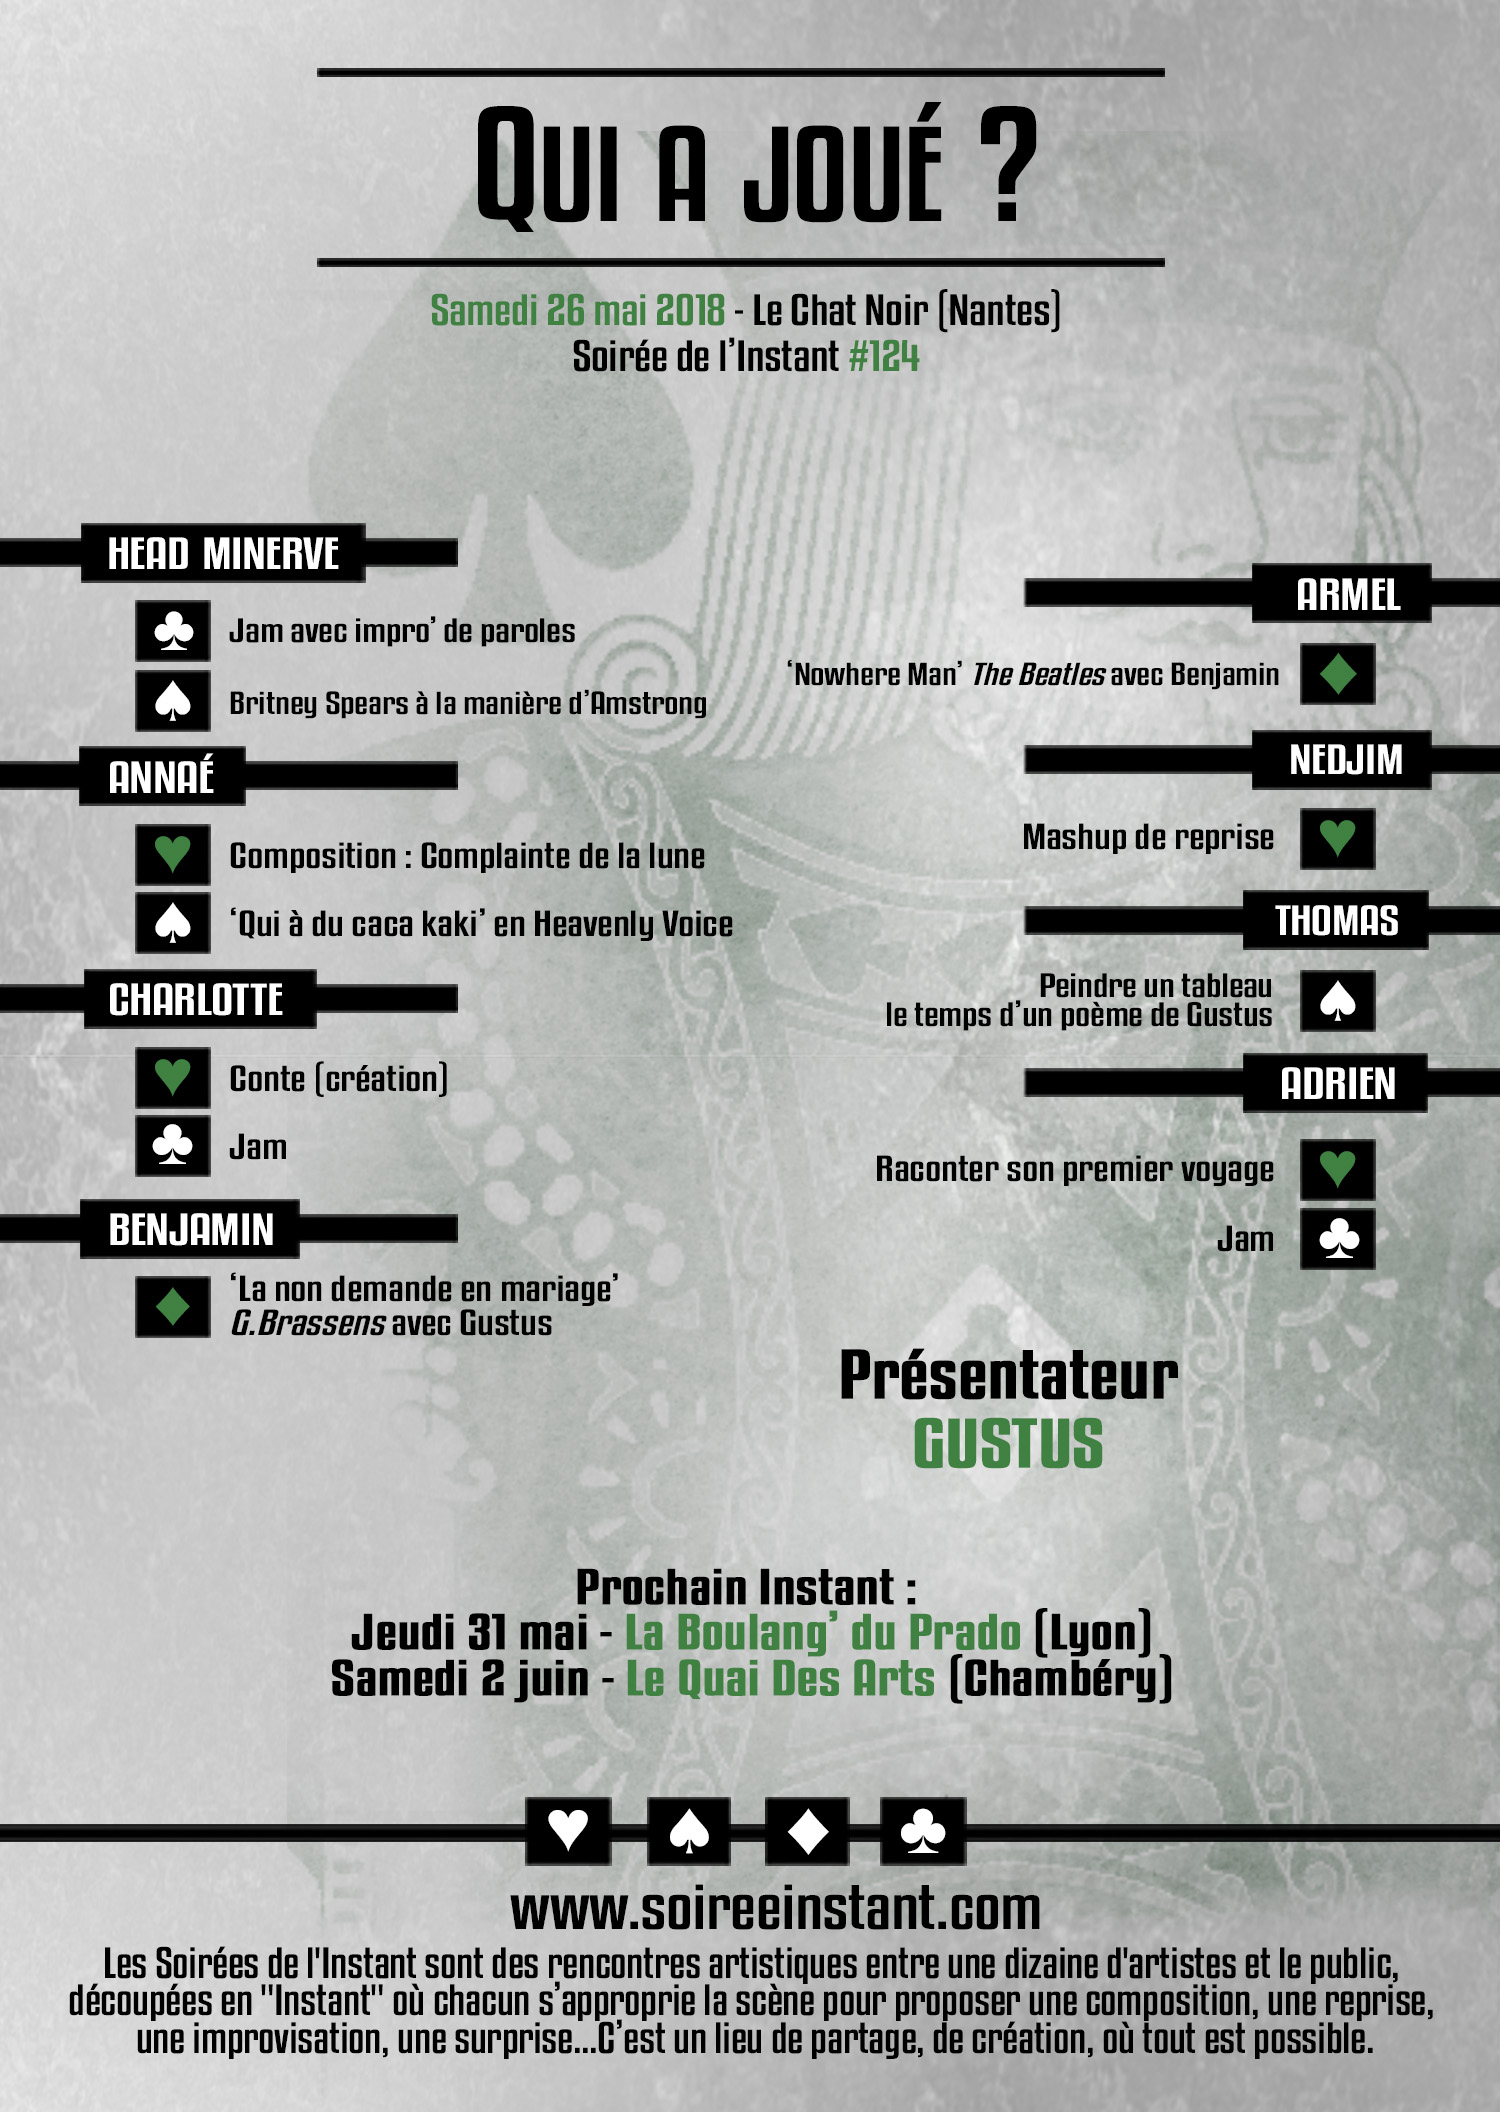 QUI A JOUÉ ?
Samedi 26 mai 2018 - Le Chat Noir (Nantes)
Soirée de l'Instant #124
HEAD MINERVE
Jam avec impro' de paroles
Britney Spears à la manière d'Amstrong
ANNAÉ
Composition : Complainte de la lune
'Qui à du caca kaki' en Heavenly Voice
CHARLOTTE
Conte (création)
Jam
BENJAMIN
'La non demande en mariage'
G.Brassens avec Gustus
ARMEL
'Nowhere Man' The Beatles avec Benjamin
NEDJIM
Mashup de reprise
THOMAS
Peindre un tableau
le temps d'un poème de Gustus
ADRIEN
Raconter son premier voyage
Jam
Présentateur
GUSTUS
Prochain Instant :
Jeudi 31 mai - La Boulang' du Prado (Lyon)
Samedi 2 juin - Le Quai Des Arts (Chambéry)
www.soireeinstant.com
Les Soirées de l'Instant sont des rencontres artistiques entre une dizaine d'artistes et le public,
découpées en "Instant" où chacun s'approprie la scène pour proposer une composition, une reprise,
une improvisation, une surprise...C'est un lieu de partage, de création, où tout est possible.